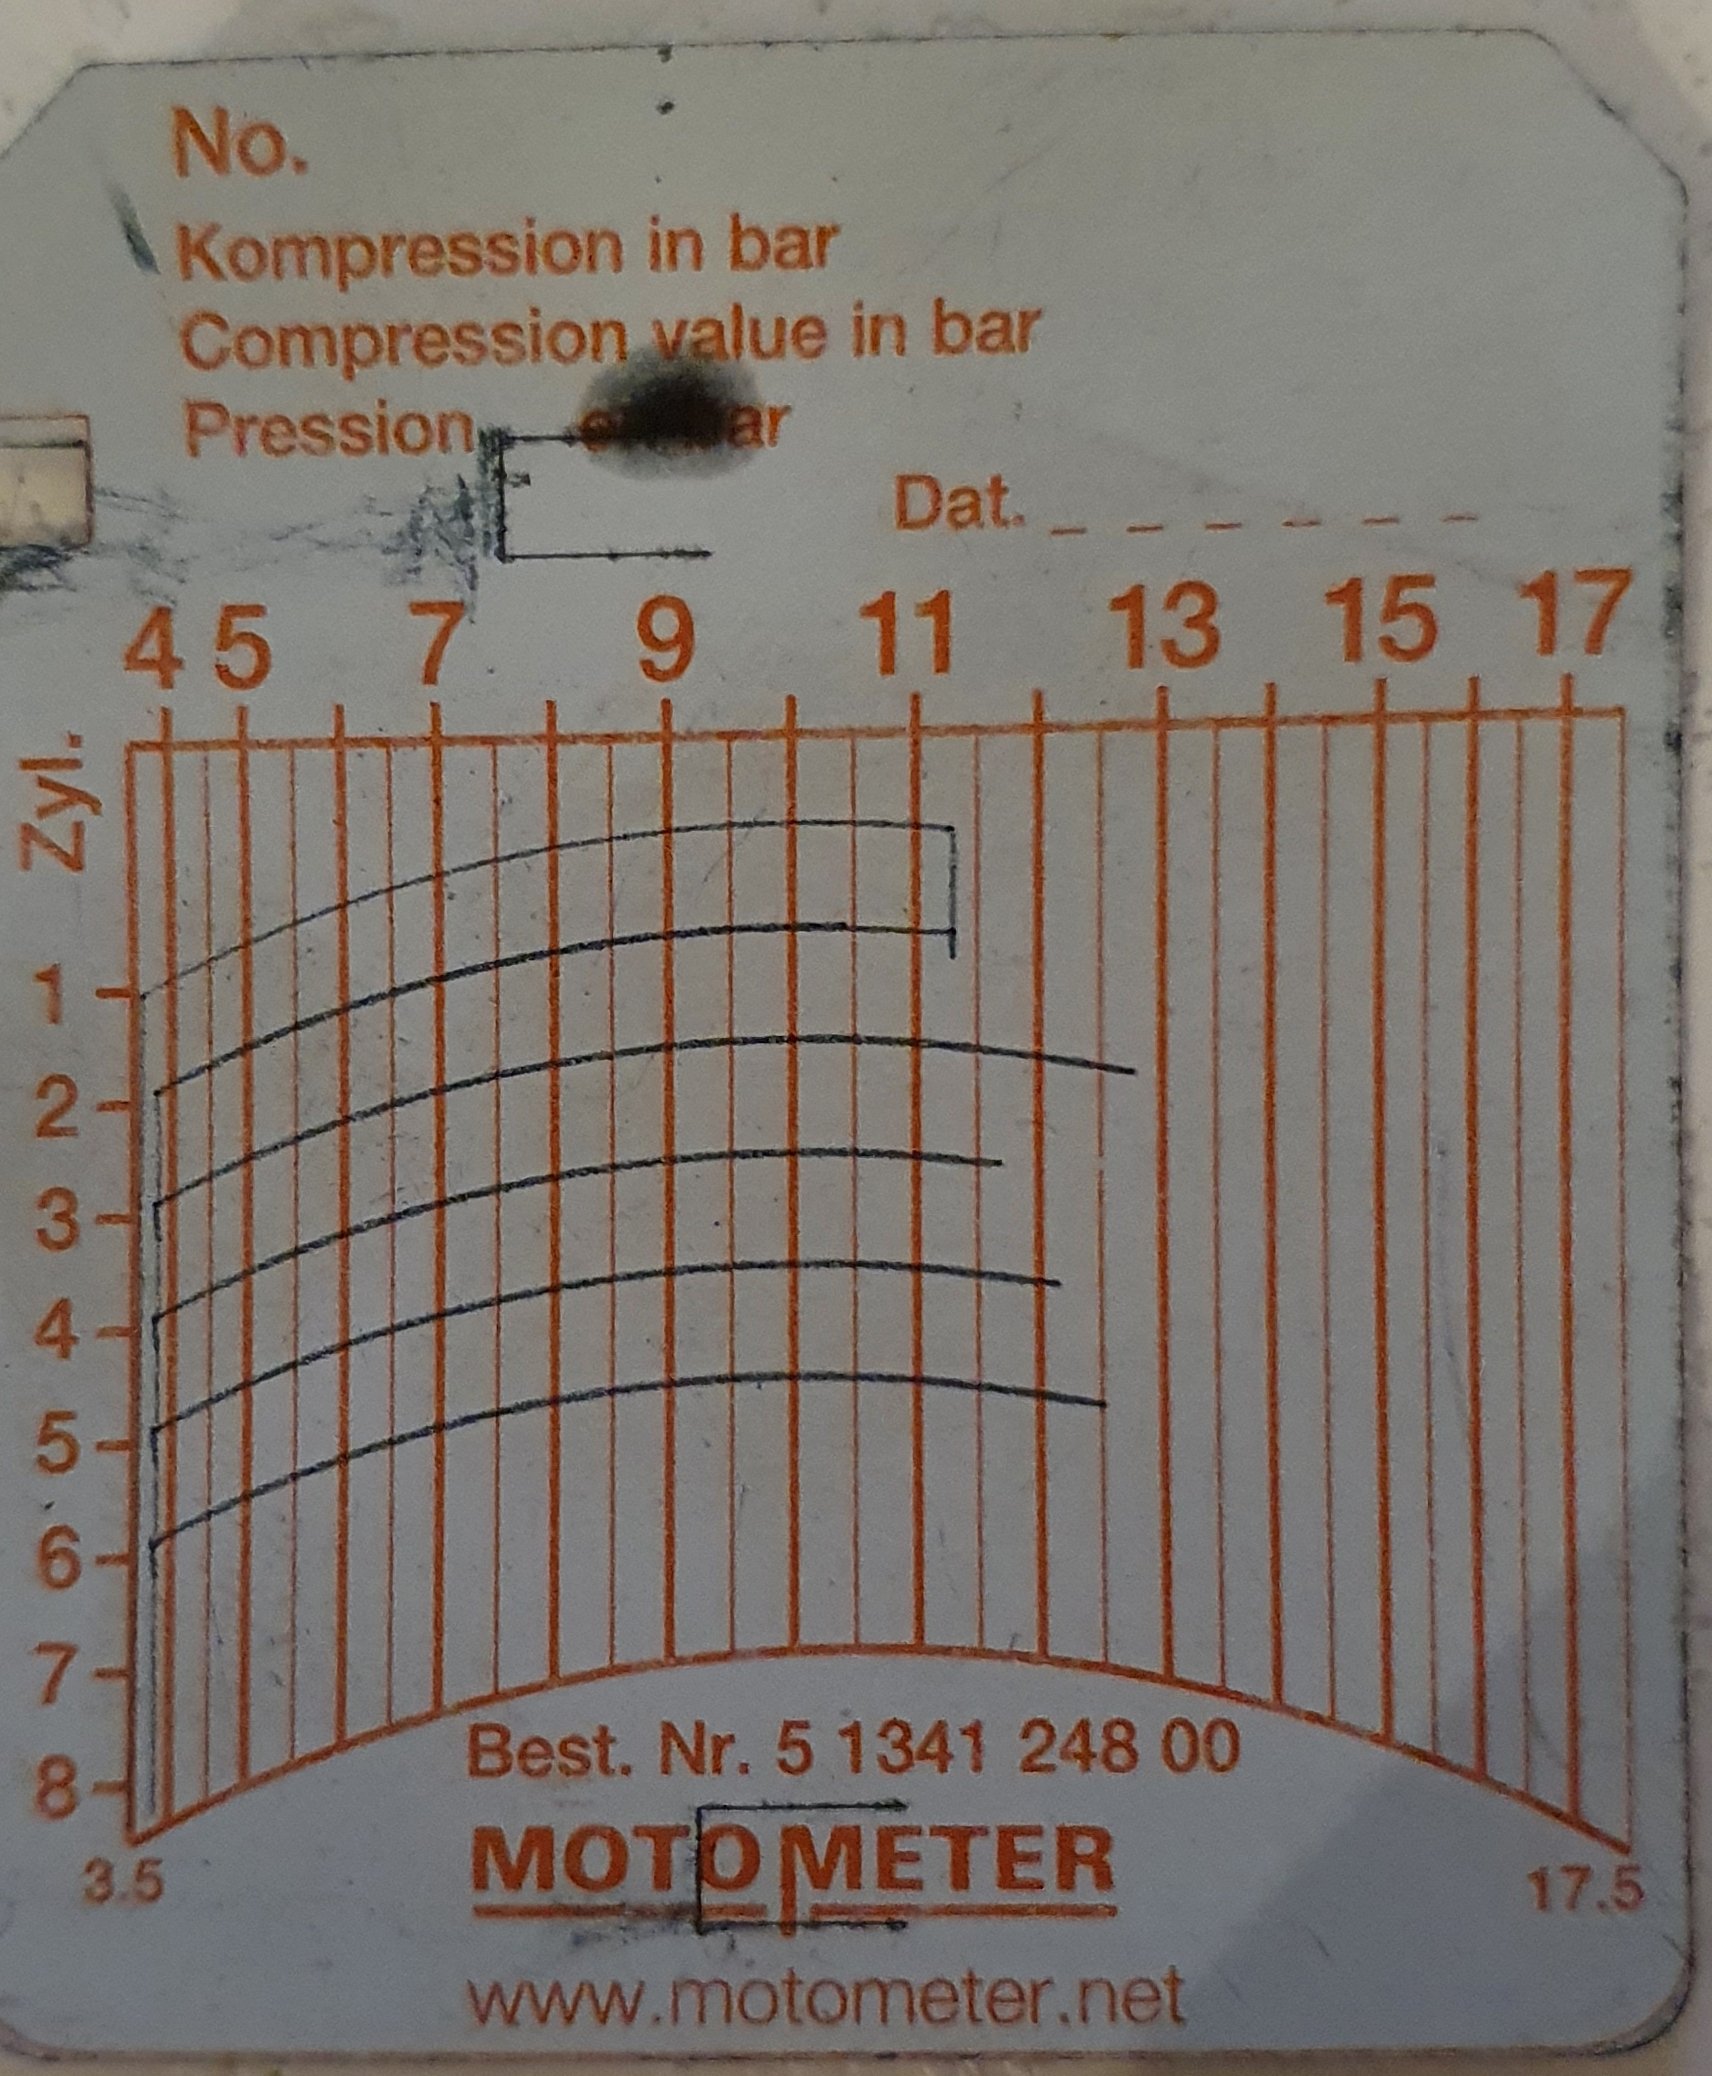 No.
Kompression in bar
Compression value in bar
Pression
Dat. _ _ _ _ _ _
4 5 7 9 11 13 15 17
Zyl.
1
2
3
4
5
6
7
8
3.5
17.5
Best. Nr. 5 1341 248 00
MOTOMETER
www.motometer.net